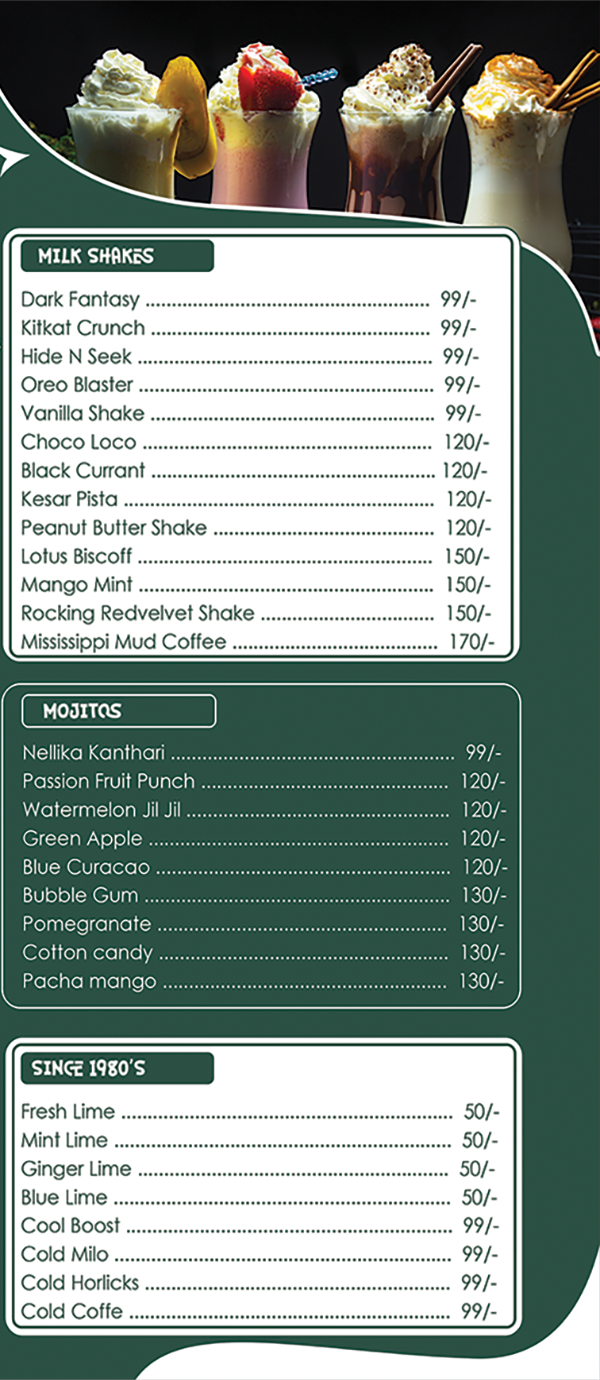 MILK SHAKES
Dark Fantasy ................................................ 99/-
Kitkat Crunch ................................................ 99/-
Hide N Seek ................................................ 99/-
Oreo Blaster ................................................ 99/-
Vanilla Shake ................................................ 99/-
Choco Loco ................................................ 120/-
Black Currant ................................................ 120/-
Kesar Pista ................................................ 120/-
Peanut Butter Shake ..................................... 120/-
Lotus Biscoff ................................................ 150/-
Mango Mint ................................................ 150/-
Rocking Redvelvet Shake ............................. 150/-
Mississippi Mud Coffee .................................. 170/-
MOJITOS
Nellika Kanthari ................................................ 99/-
Passion Fruit Punch .......................................... 120/-
Watermelon Jil Jil ............................................ 120/-
Green Apple ................................................ 120/-
Blue Curacao ................................................ 120/-
Bubble Gum ................................................ 130/-
Pomegranate ................................................ 130/-
Cotton candy ................................................ 130/-
Pacha mango ................................................ 130/-
SINCE 1980'S
Fresh Lime ................................................ 50/-
Mint Lime ................................................ 50/-
Ginger Lime ................................................ 50/-
Blue Lime ................................................ 50/-
Cool Boost ................................................ 99/-
Cold Milo ................................................ 99/-
Cold Horlicks ................................................ 99/-
Cold Coffe ................................................ 99/-